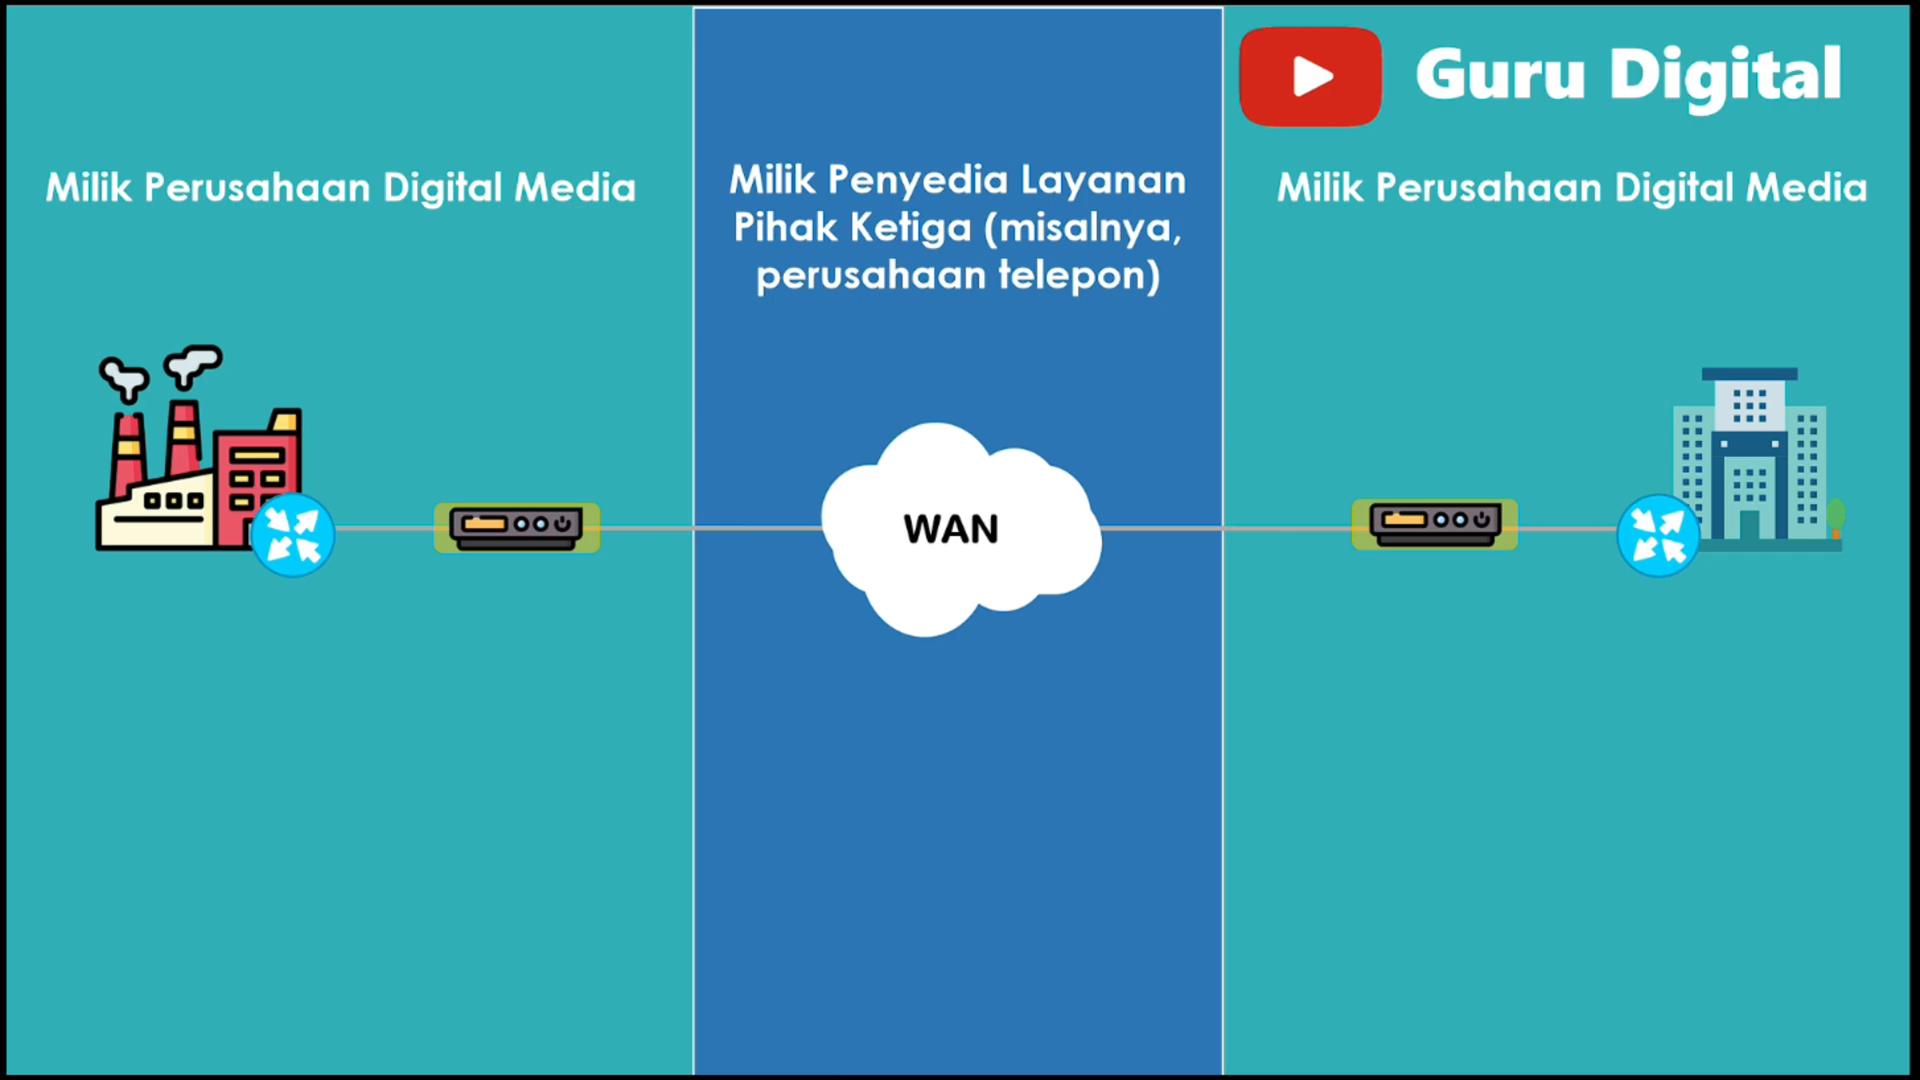 Guru Digital
Milik Perusahaan Digital Media
Milik Penyedia Layanan
Pihak Ketiga (misalnya,
perusahaan telepon)
Milik Perusahaan Digital Media
WAN